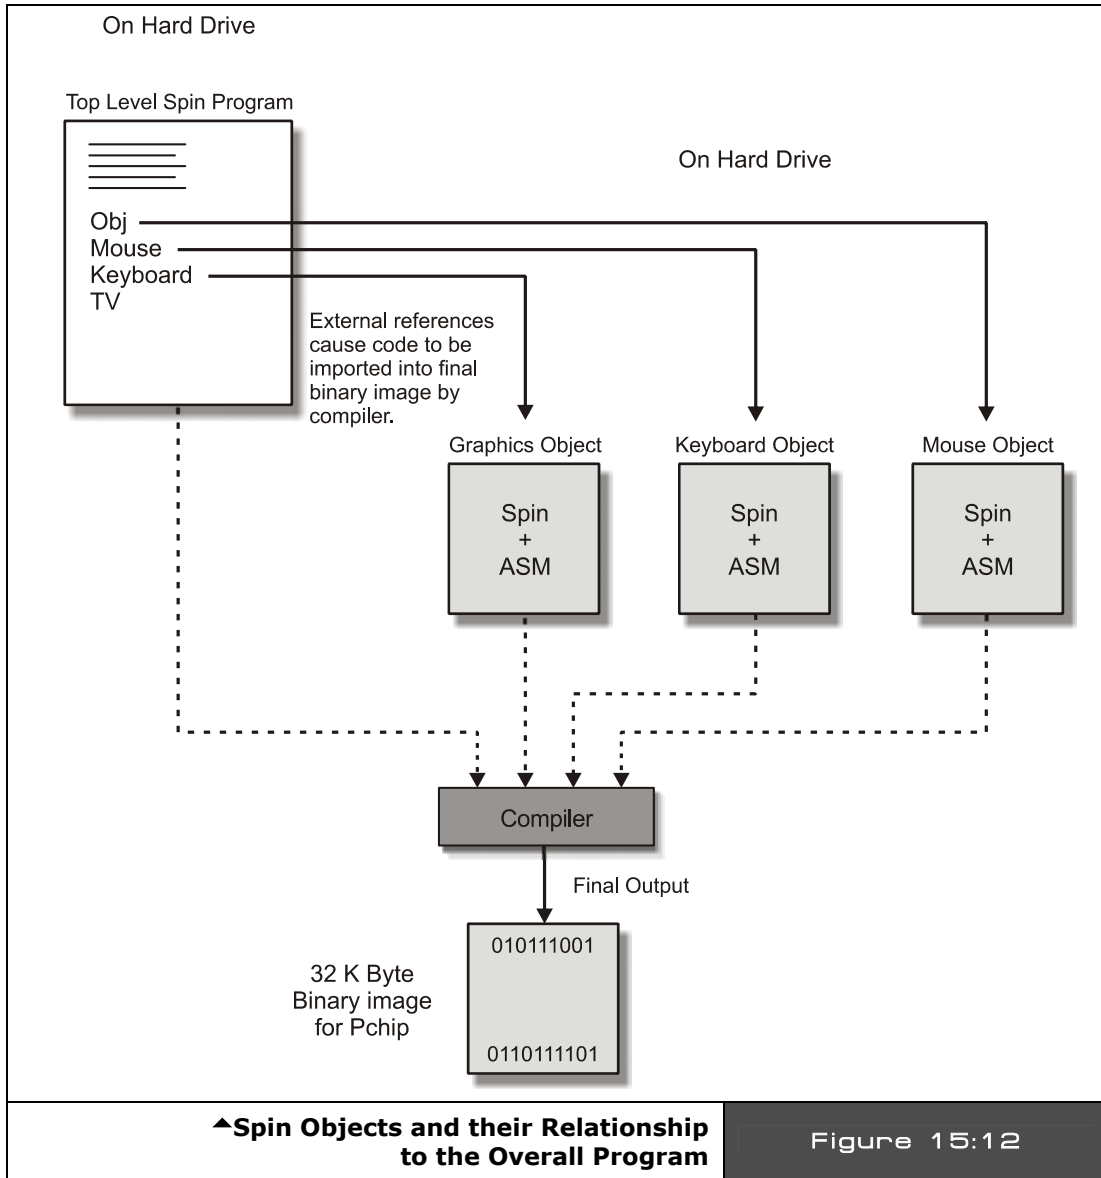 On Hard Drive
Top Level Spin Program
On Hard Drive
Obj
Mouse
Keyboard
TV
External references
cause code to be
imported into final
binary image by
compiler.
Graphics Object
Keyboard Object
Mouse Object
Spin
+
ASM
Spin
+
ASM
Spin
+
ASM
Compiler
Final Output
010111001
32 K Byte
Binary image
for Pchip
0110111101
Spin Objects and their Relationship
to the Overall Program
Figure 15:12